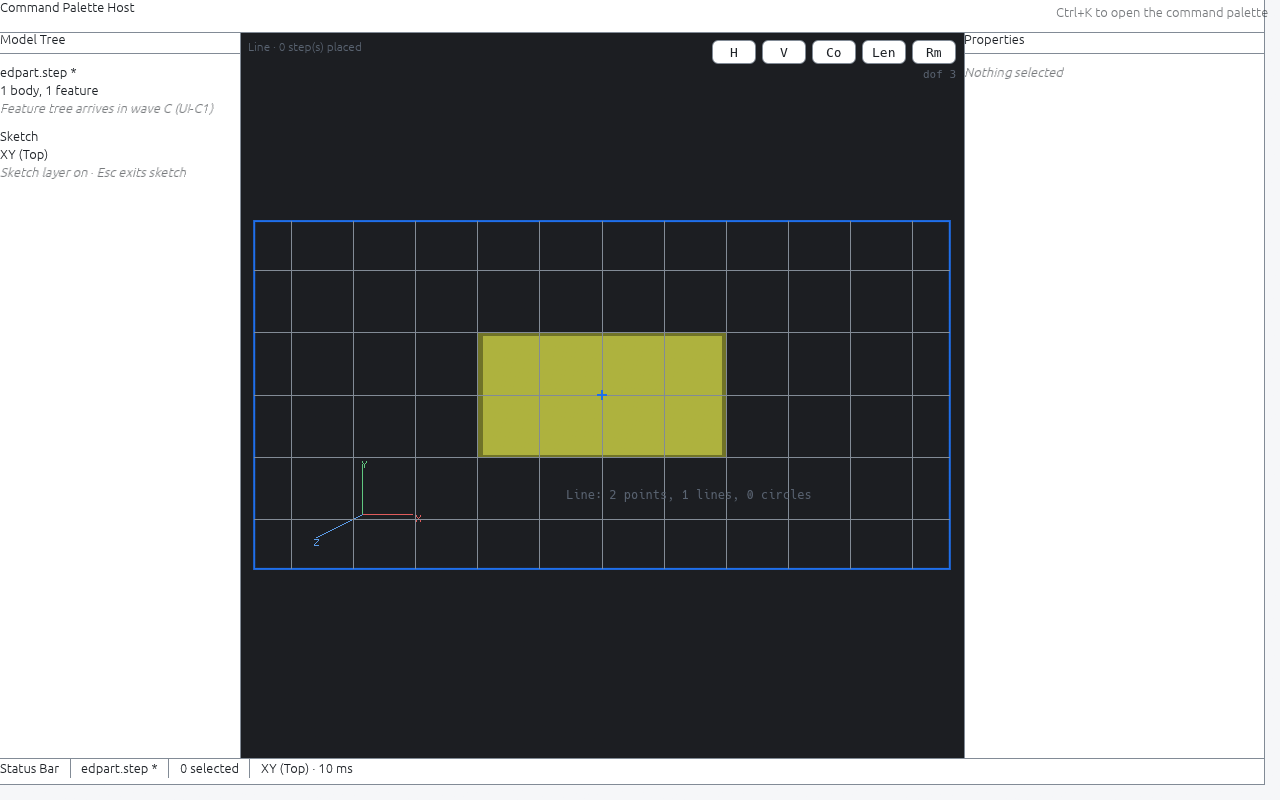 Command Palette Host
Ctrl+K to open the command palette
Model Tree
edpart.step *
1 body, 1 feature
Feature tree arrives in wave C (UI-C1)
Sketch
XY (Top)
Sketch layer on · Esc exits sketch
Line · 0 step(s) placed
H V Co Len Rm
dof 3
Line: 2 points, 1 lines, 0 circles
Y
X
Z
Properties
Nothing selected
Status Bar edpart.step * 0 selected XY (Top) · 10 ms